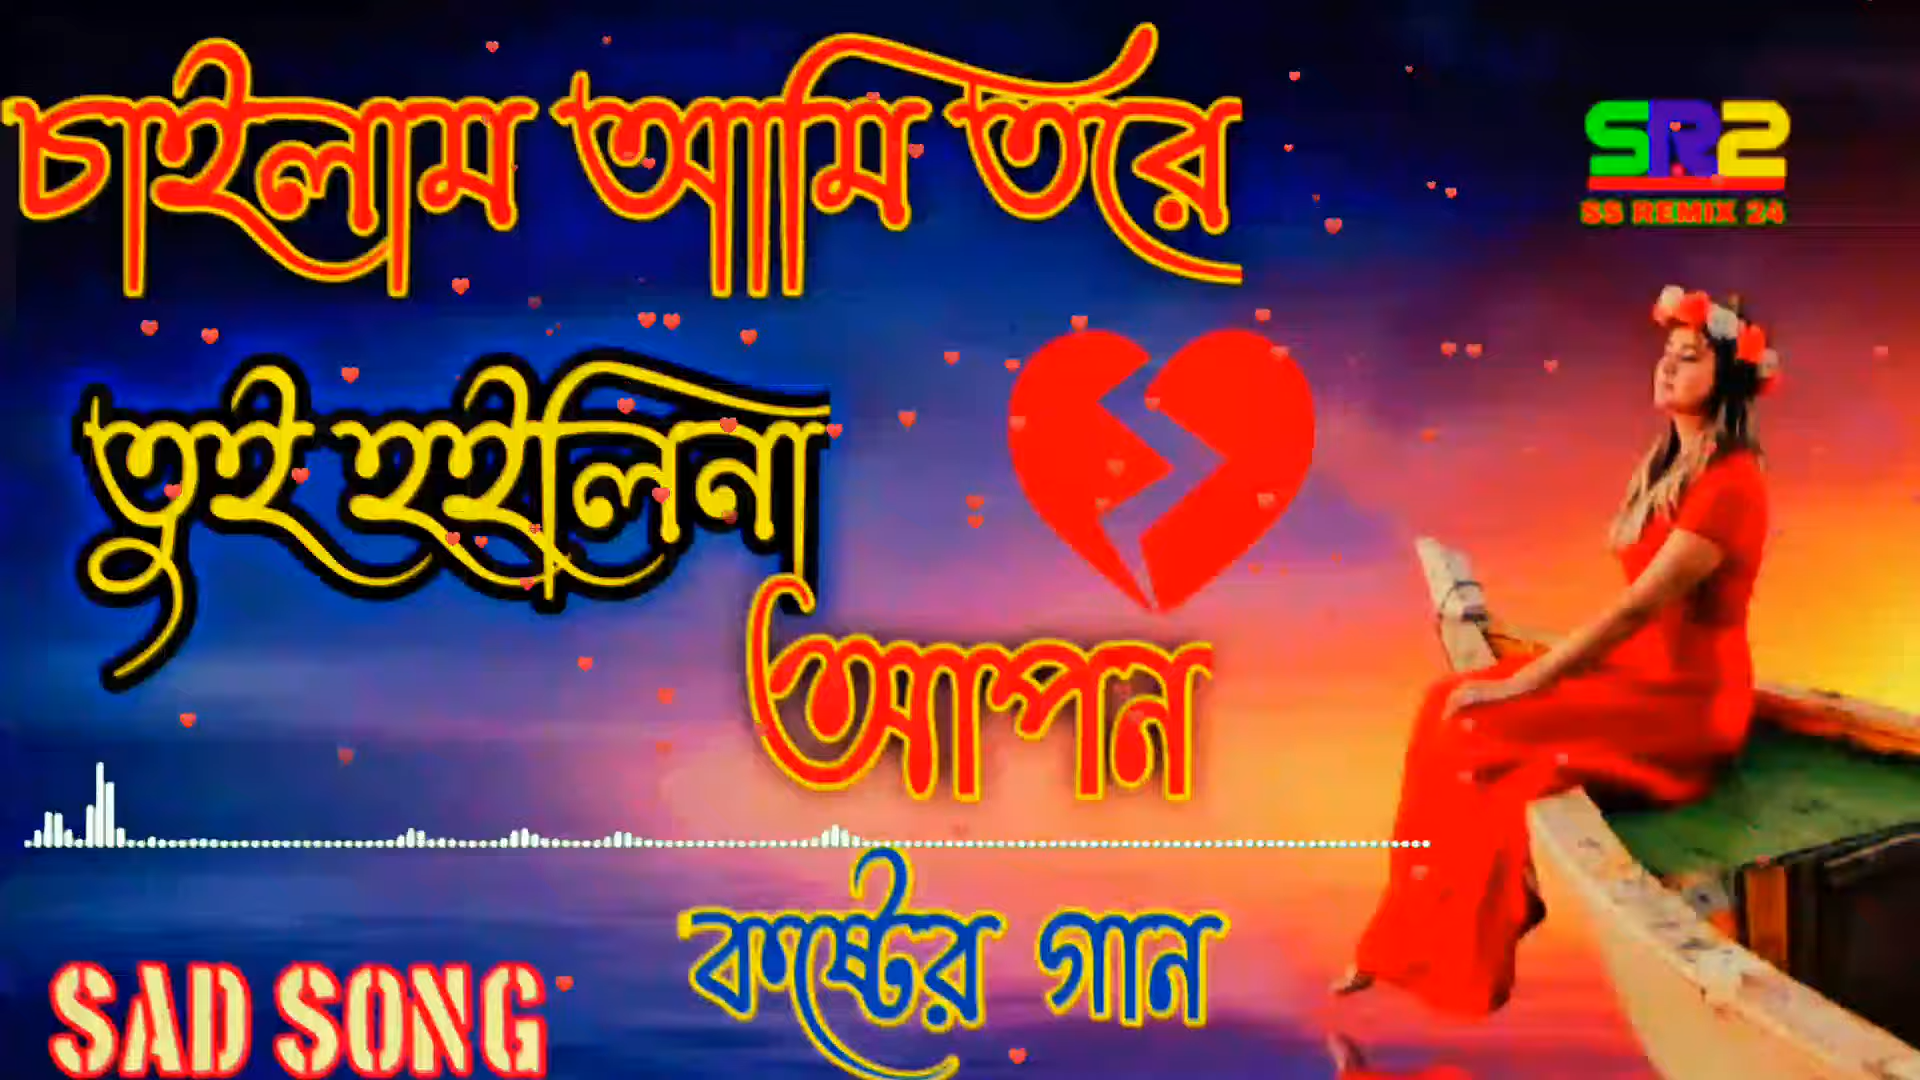 চাইলাম আমি তরে
SR2
SS REMIX 24
তুই হইলিনা
আপন
কষ্টের গান
SAD SONG